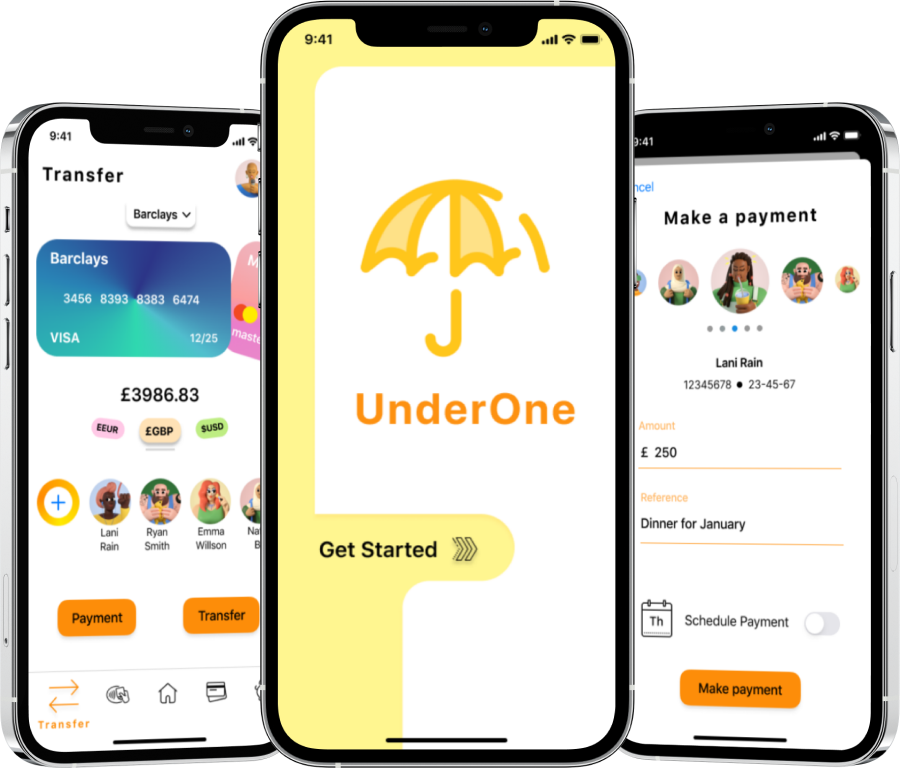 9:41
Transfer
Barclays
Barclays
3456 8393 8383 6474
VISA
12/25
M
maste
£3986.83
EEUR
£GBP
$USD
Lani
Rain
Ryan
Smith
Emma
Willson
Na
B
Payment
Transfer
Transfer
9:41
UnderOne
Get Started
9:41
ncel
Make a payment
Lani Rain
12345678 ● 23-45-67
Amount
£ 250
Reference
Dinner for January
Th
Schedule Payment
Make payment